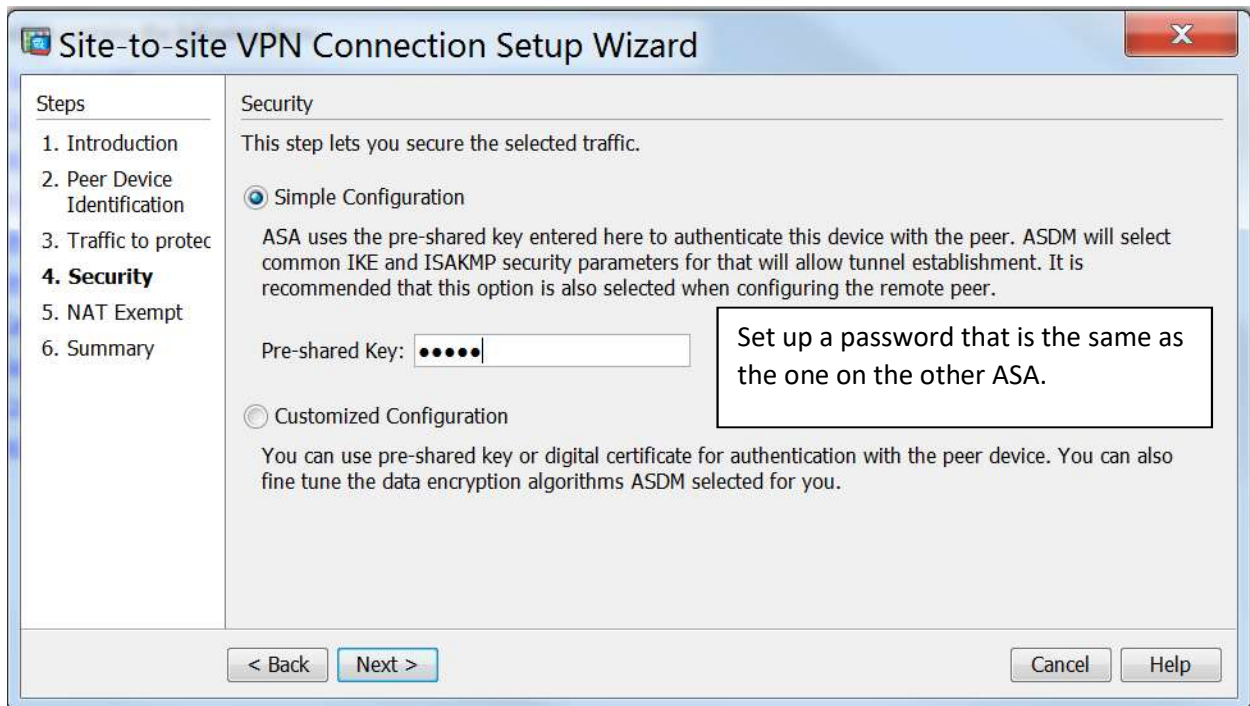 Site-to-site VPN Connection Setup Wizard
Steps
1. Introduction
2. Peer Device
Identification
3. Traffic to protec
4. Security
5. NAT Exempt
6. Summary
Security
This step lets you secure the selected traffic.
Simple Configuration
ASA uses the pre-shared key entered here to authenticate this device with the peer. ASDM will select
common IKE and ISAKMP security parameters for that will allow tunnel establishment. It is
recommended that this option is also selected when configuring the remote peer.
Pre-shared Key: •••••
Set up a password that is the same as
the one on the other ASA.
Customized Configuration
You can use pre-shared key or digital certificate for authentication with the peer device. You can also
fine tune the data encryption algorithms ASDM selected for you.
< Back Next > Cancel Help